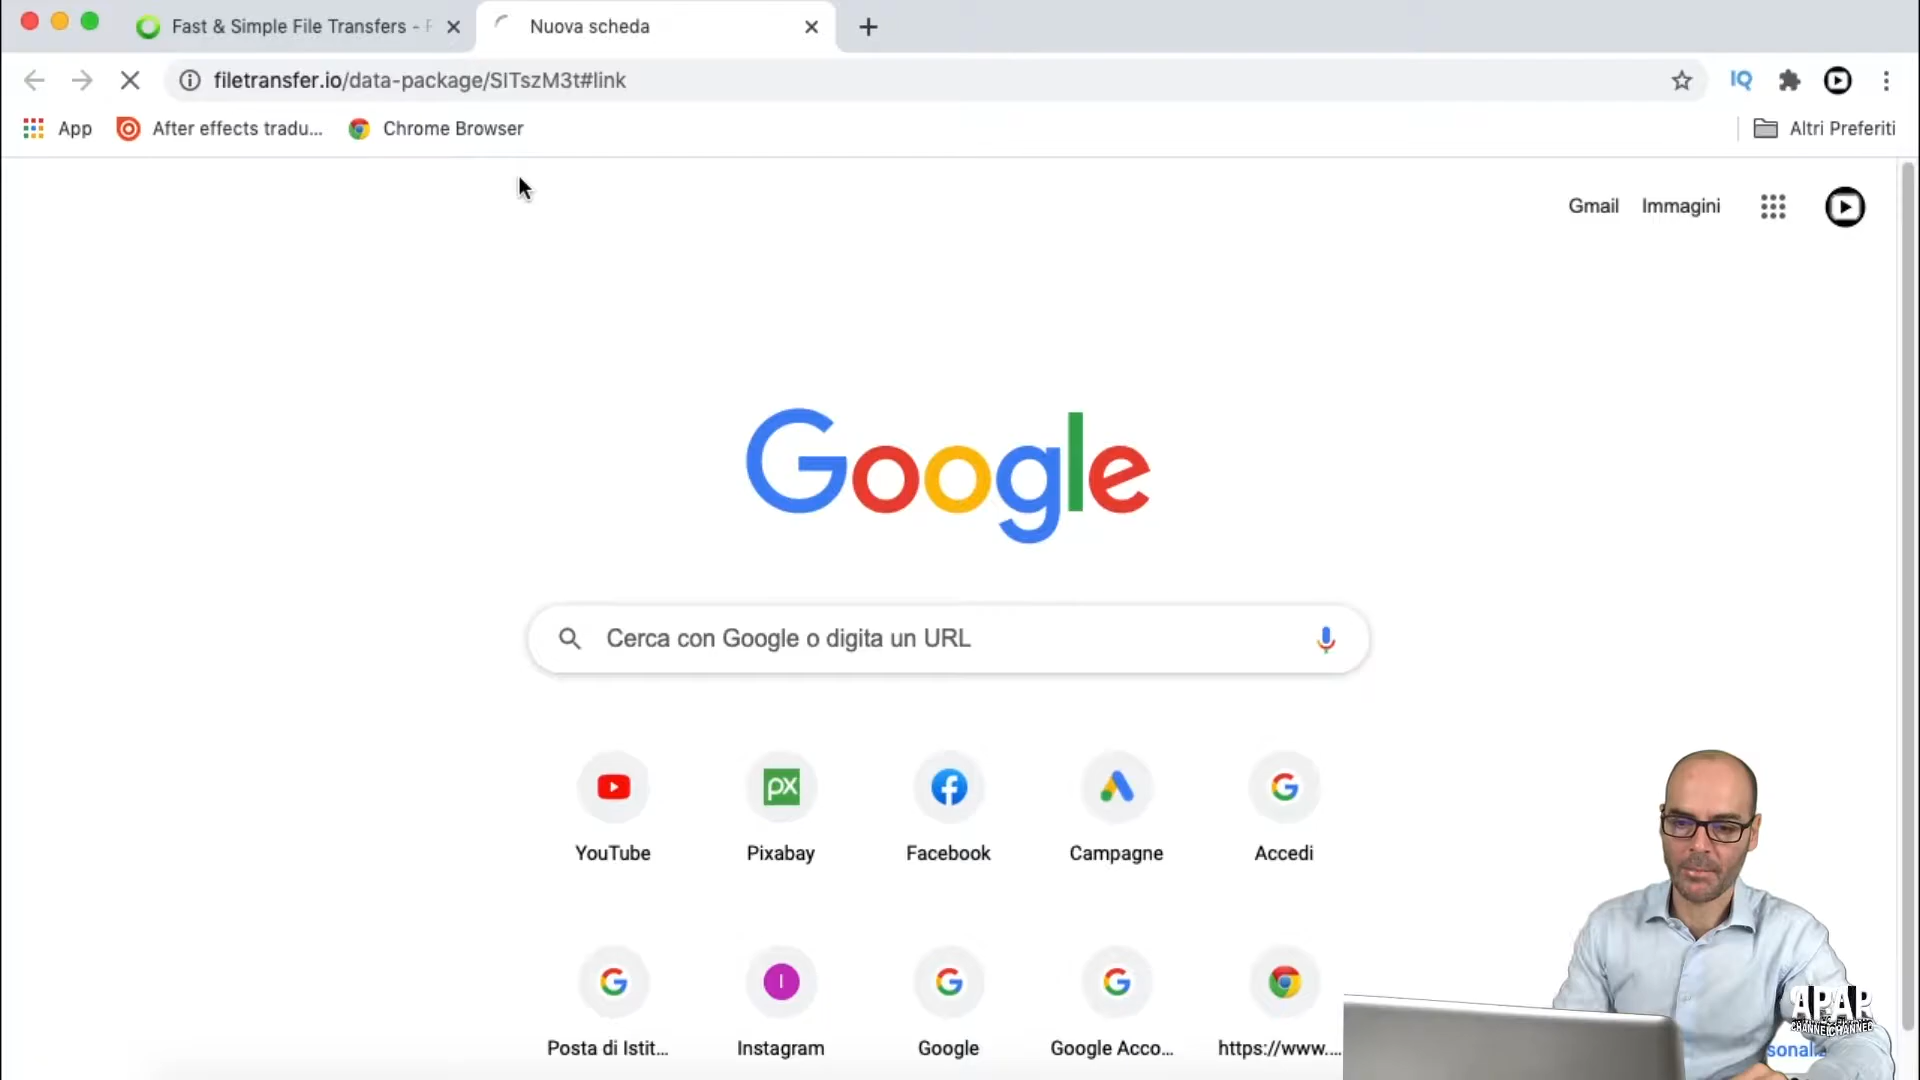 Fast & Simple File Transfers -
Nuova scheda
filetransfer.io/data-package/SITszM3t#link
IQ
App
After effects tradu...
Chrome Browser
Altri Preferiti
Gmail
Immagini
Google
Cerca con Google o digita un URL
px
YouTube
Pixabay
Facebook
Campagne
Accedi
I
Posta di Istit...
Instagram
Google
Google Acco...
https://www....